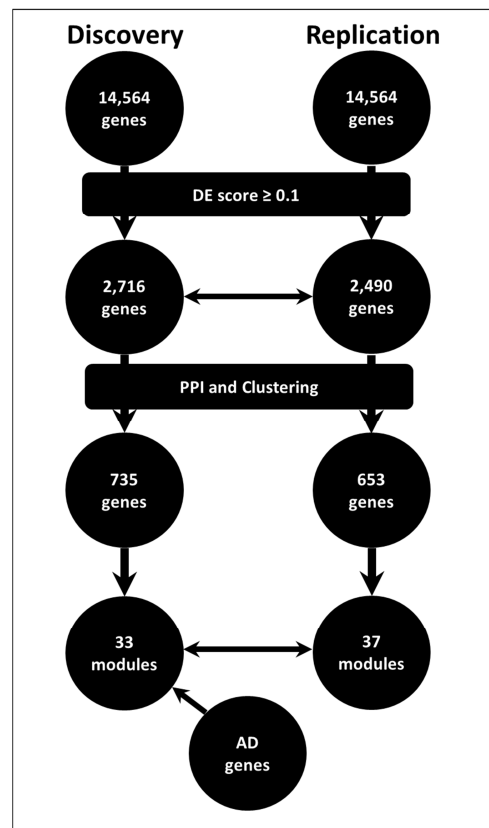 Discovery Replication
14,564 14,564
genes genes
DE score ≥ 0.1
2,716 2,490
genes genes
PPI and Clustering
735 653
genes genes
33 37
modules modules
AD
genes